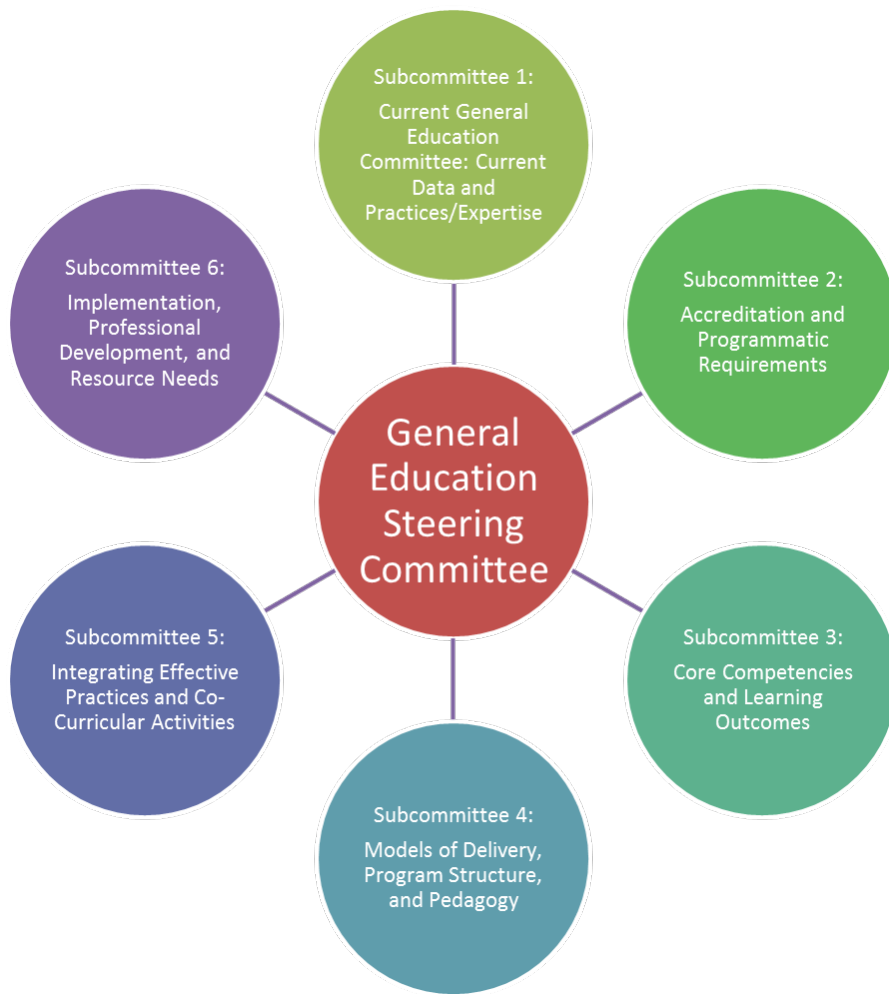 Subcommittee 1:
Current General
Education
Committee: Current
Data and
Practices/Expertise
Subcommittee 2:
Accreditation and
Programmatic
Requirements
Subcommittee 3:
Core Competencies
and Learning
Outcomes
Subcommittee 4:
Models of Delivery,
Program Structure,
and Pedagogy
Subcommittee 5:
Integrating Effective
Practices and Co-
Curricular Activities
Subcommittee 6:
Implementation,
Professional
Development, and
Resource Needs
General
Education
Steering
Committee